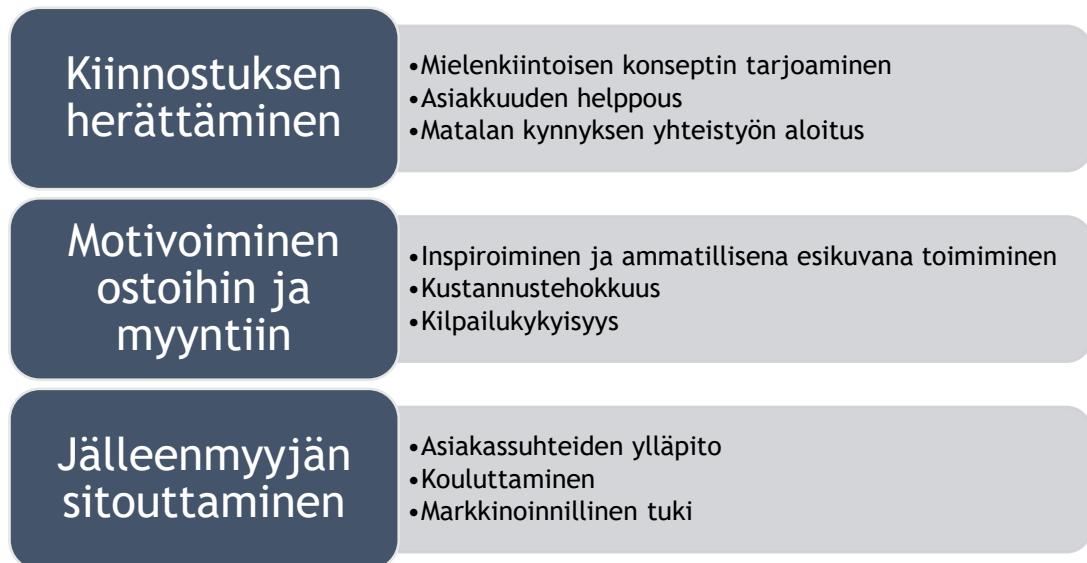 Kiinnostuksen
herättäminen
•Mielenkiintoisen konseptin tarjoaminen
•Asiakkuuden helppous
•Matalan kynnyksen yhteistyön aloitus
Motivoiminen
ostoihin ja
myyntiin
•Inspiroiminen ja ammatillisena esikuvana toimiminen
•Kustannustehokkuus
•Kilpailukykyisyys
Jälleenmyyjän
sitouttaminen
•Asiakassuhteiden ylläpito
•Kouluttaminen
•Markkinoinnillinen tuki